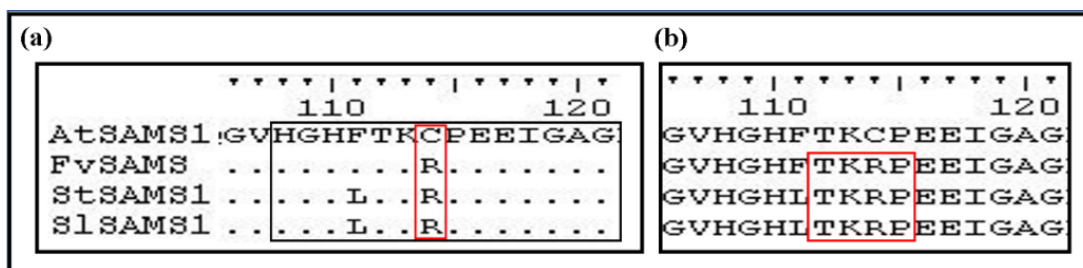 (a)
(b)
110 120
AtSAMS1 GVHGHFTKCPEEIGAG
FvSAMS ..........R.......
StSAMS1 .....L..R.......
SlSAMS1 .....L..R.......
110 120
GVHGHFTKCPEEIGAG
GVHGHFTKRPEEIGAG
GVHGHLTKRPEEIGAG
GVHGHLTKRPEEIGAG